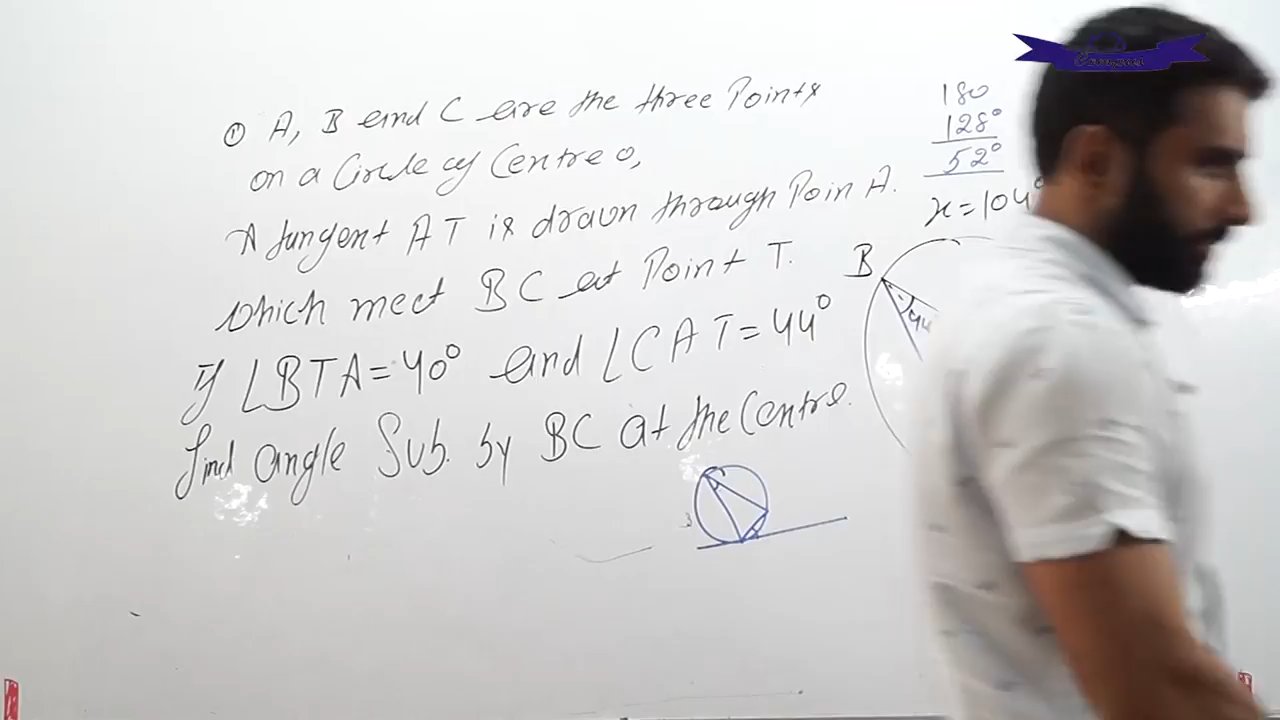 ① A, B and C are the three Points
on a Circle of Centre O,
A tangent AT is drawn through Poin A.
which meet BC at Point T.
If ∠BTA=40° and ∠CAT=44°
find angle Sub. by BC at the Centre.
180
128°
52°
x=104°
B
44